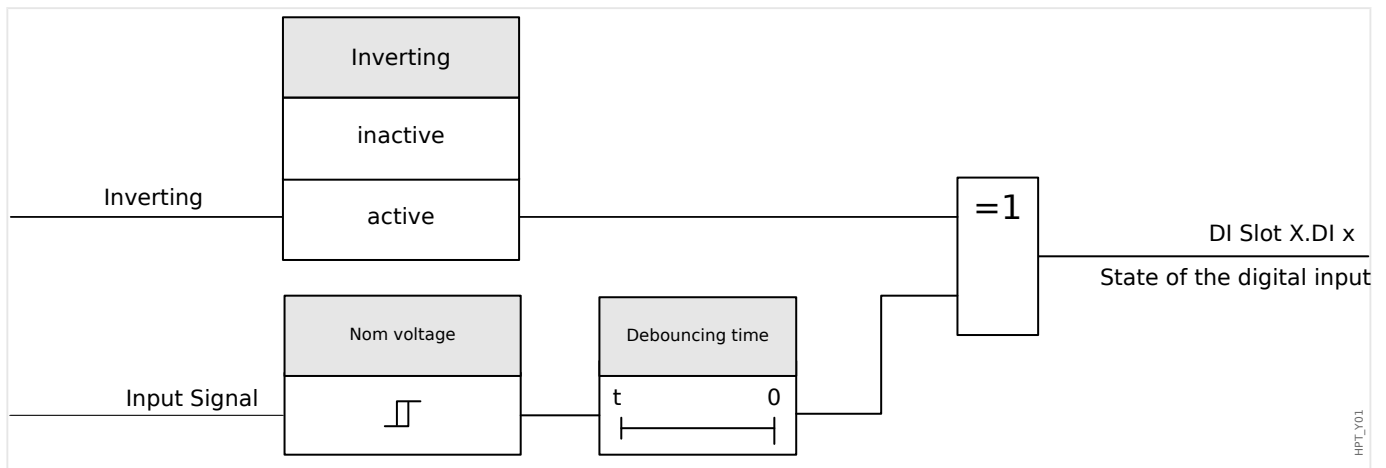 Inverting
inactive
Inverting
active
=1
DI Slot X.DI x
State of the digital input
Nom voltage
Debouncing time
Input Signal
t
0
HPT_Y01